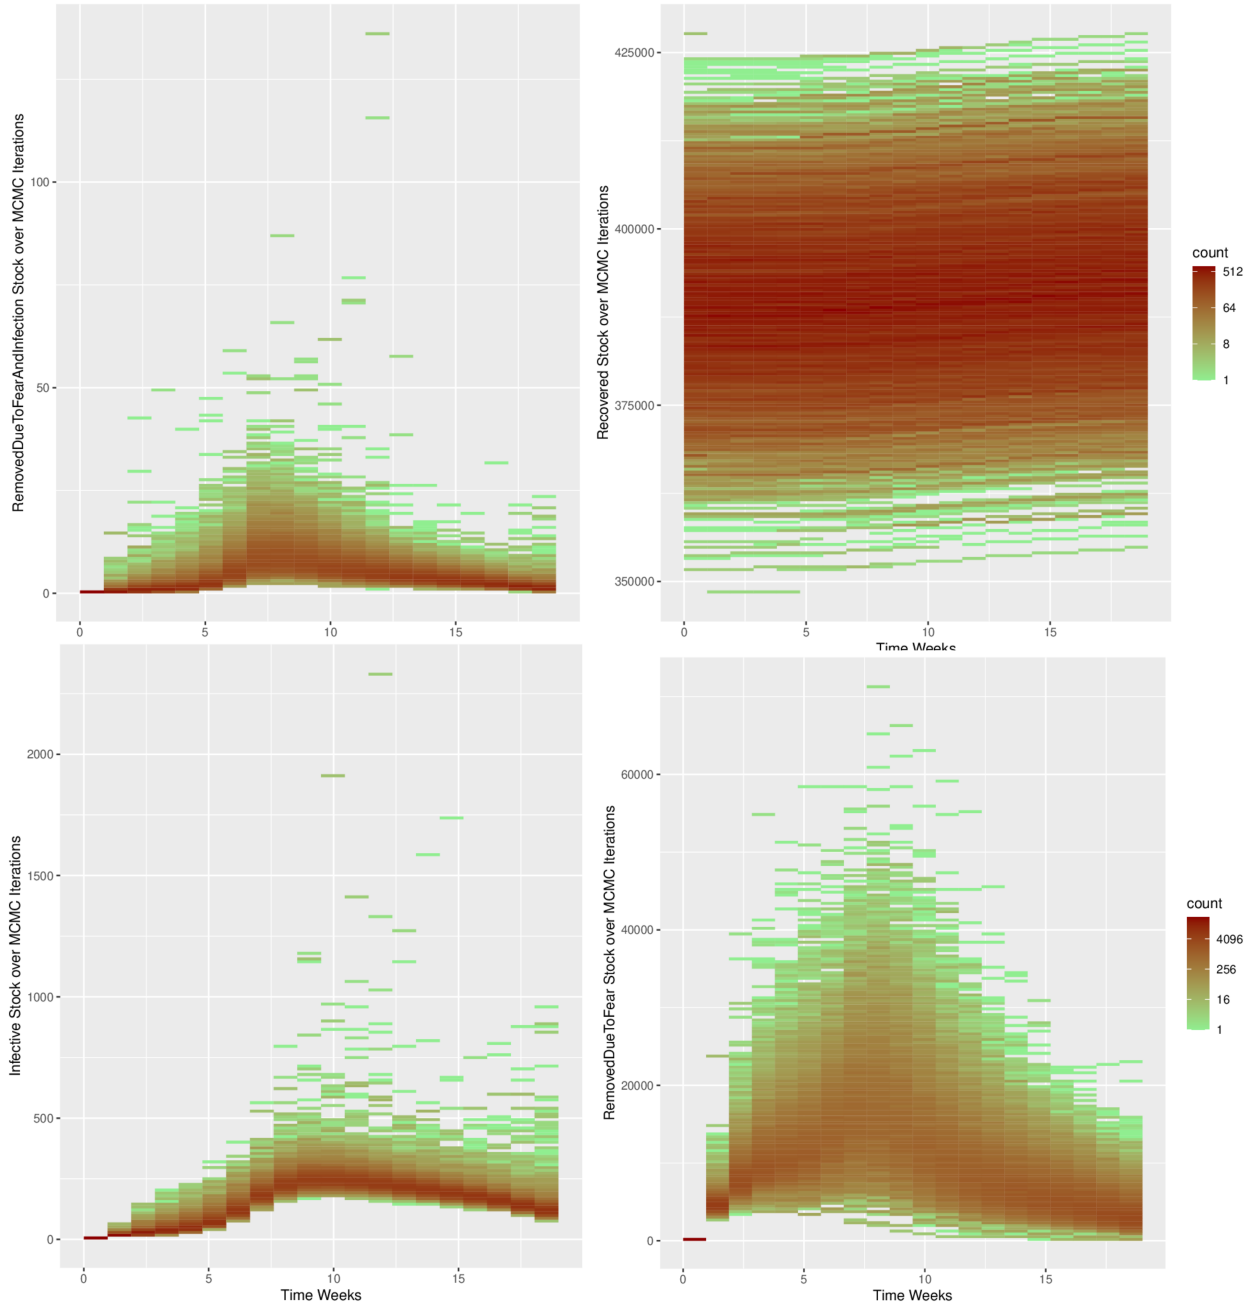 RemovedDueToFearAndInfection Stock over MCMC Iterations
100
50
0
0 5 10 15
Recovered Stock over MCMC Iterations
425000
400000
375000
350000
0 5 10 15
Time Weeks
count
512
64
8
1
Infective Stock over MCMC Iterations
2000
1500
1000
500
0
0 5 10 15
Time Weeks
RemovedDueToFear Stock over MCMC Iterations
60000
40000
20000
0
0 5 10 15
count
4096
256
16
1